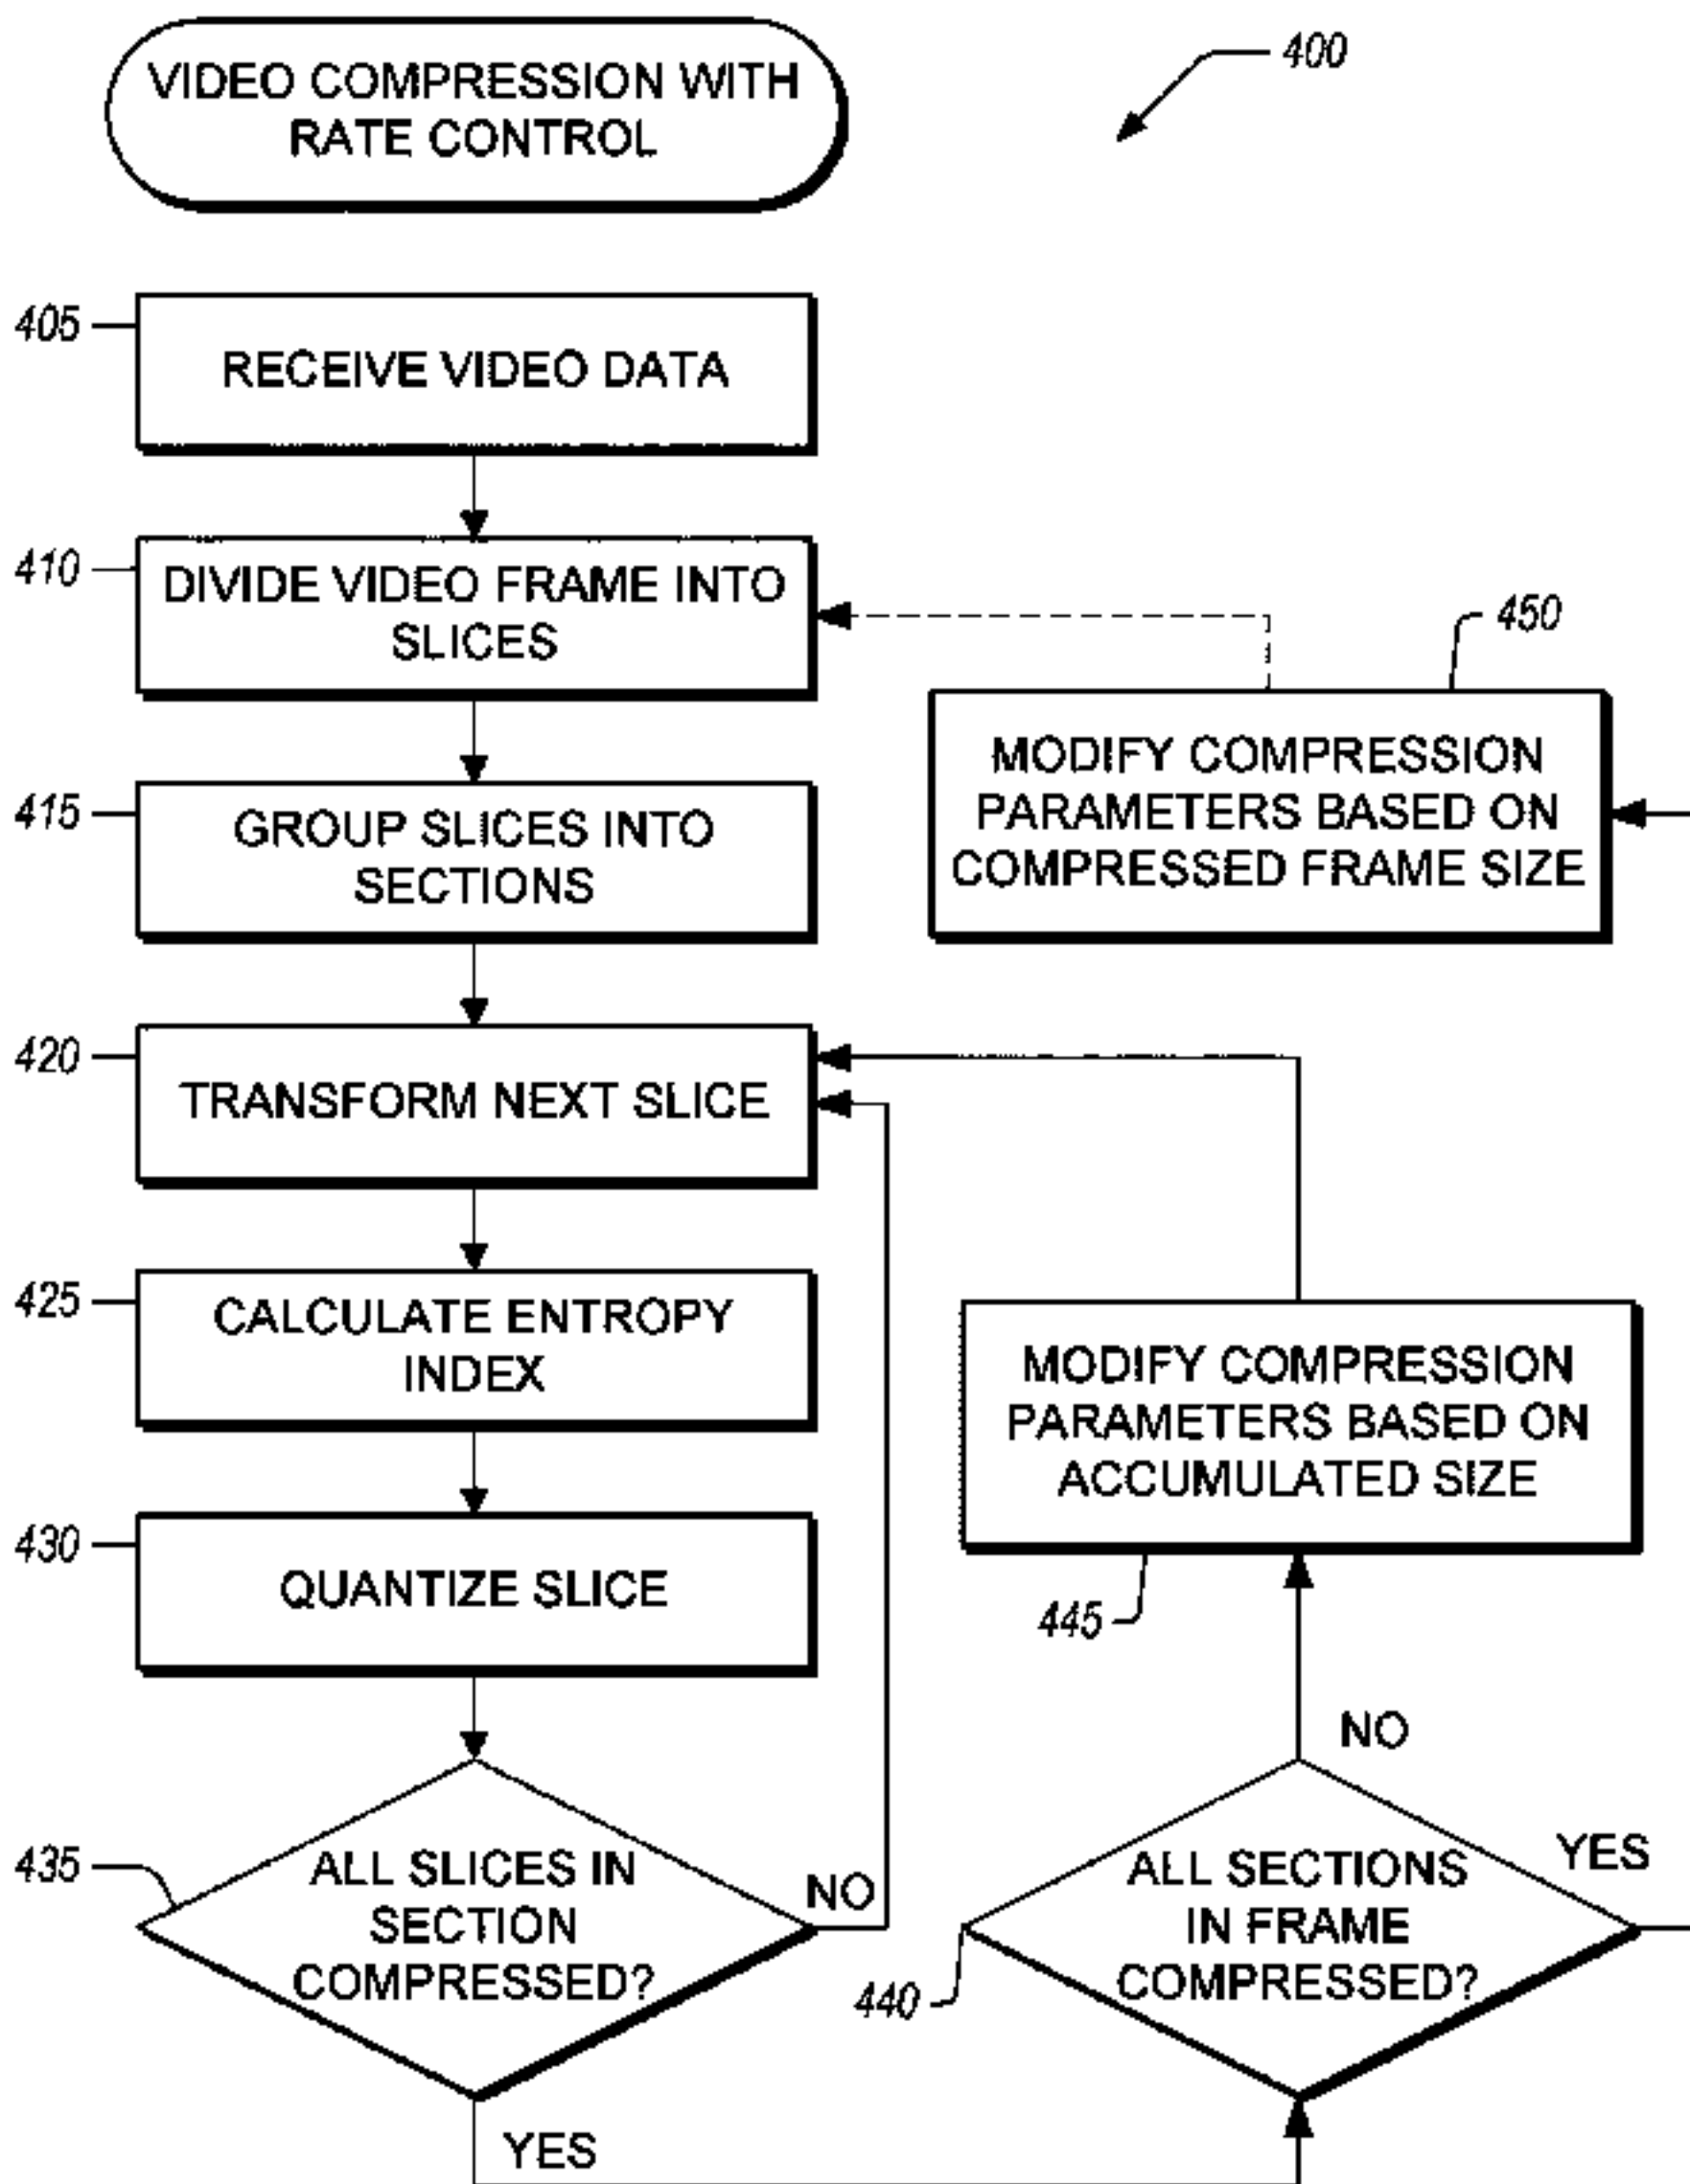 VIDEO COMPRESSION WITH
RATE CONTROL
400
405
RECEIVE VIDEO DATA
410
DIVIDE VIDEO FRAME INTO
SLICES
450
MODIFY COMPRESSION
PARAMETERS BASED ON
COMPRESSED FRAME SIZE
415
GROUP SLICES INTO
SECTIONS
420
TRANSFORM NEXT SLICE
425
CALCULATE ENTROPY
INDEX
MODIFY COMPRESSION
PARAMETERS BASED ON
ACCUMULATED SIZE
445
430
QUANTIZE SLICE
435
ALL SLICES IN
SECTION
COMPRESSED?
NO
YES
440
ALL SECTIONS
IN FRAME
COMPRESSED?
NO
YES